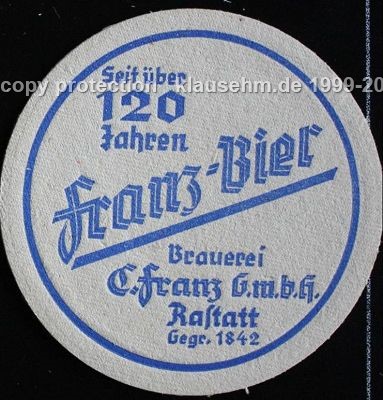 Seit über
copy protection - klausehm.de 1999-20
120
Jahren
Franz-Bier
Brauerei
C. Franz G.m.b.H.
Raſtatt
Gegr. 1842